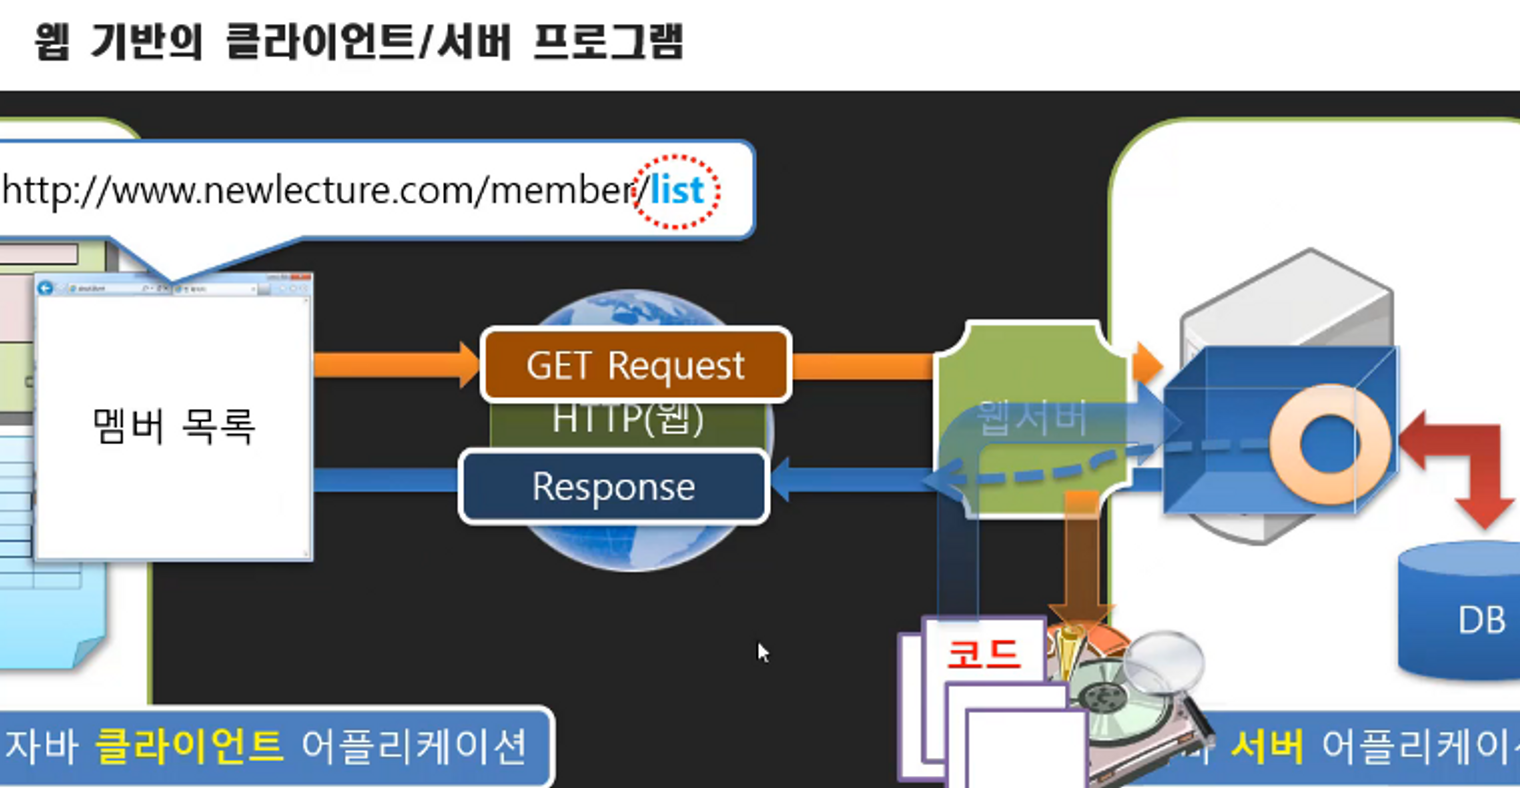 웹 기반의 클라이언트/서버 프로그램
http://www.newlecture.com/member/list
멤버 목록
GET Request
HTTP(웹)
Response
웹서버
코드
DB
자바 클라이언트 어플리케이션
서버 어플리케이션